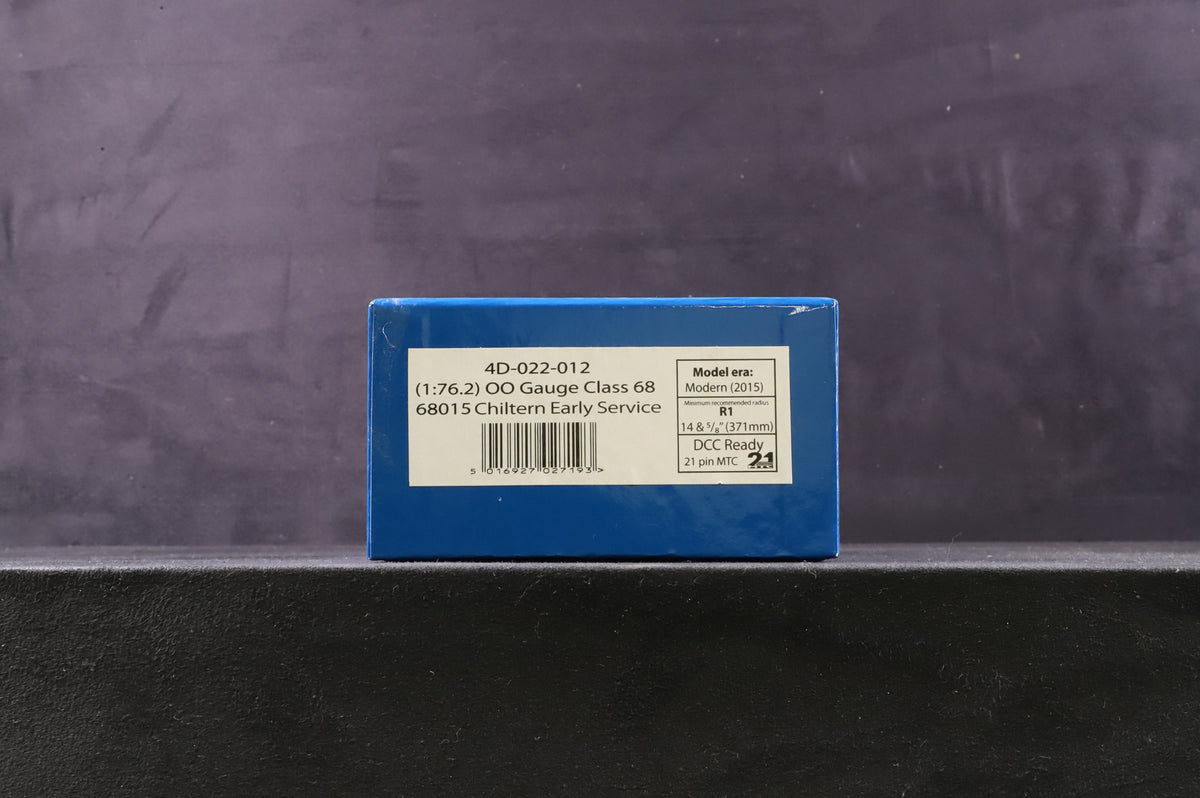 4D-022-012
(1:76.2) OO Gauge Class 68
68015 Chiltern Early Service
5 016927 027193 >
Model era:
Modern (2015)
Minimum recommended radius
R1
14 & 5/8" (371mm)
DCC Ready
21 pin MTC 21